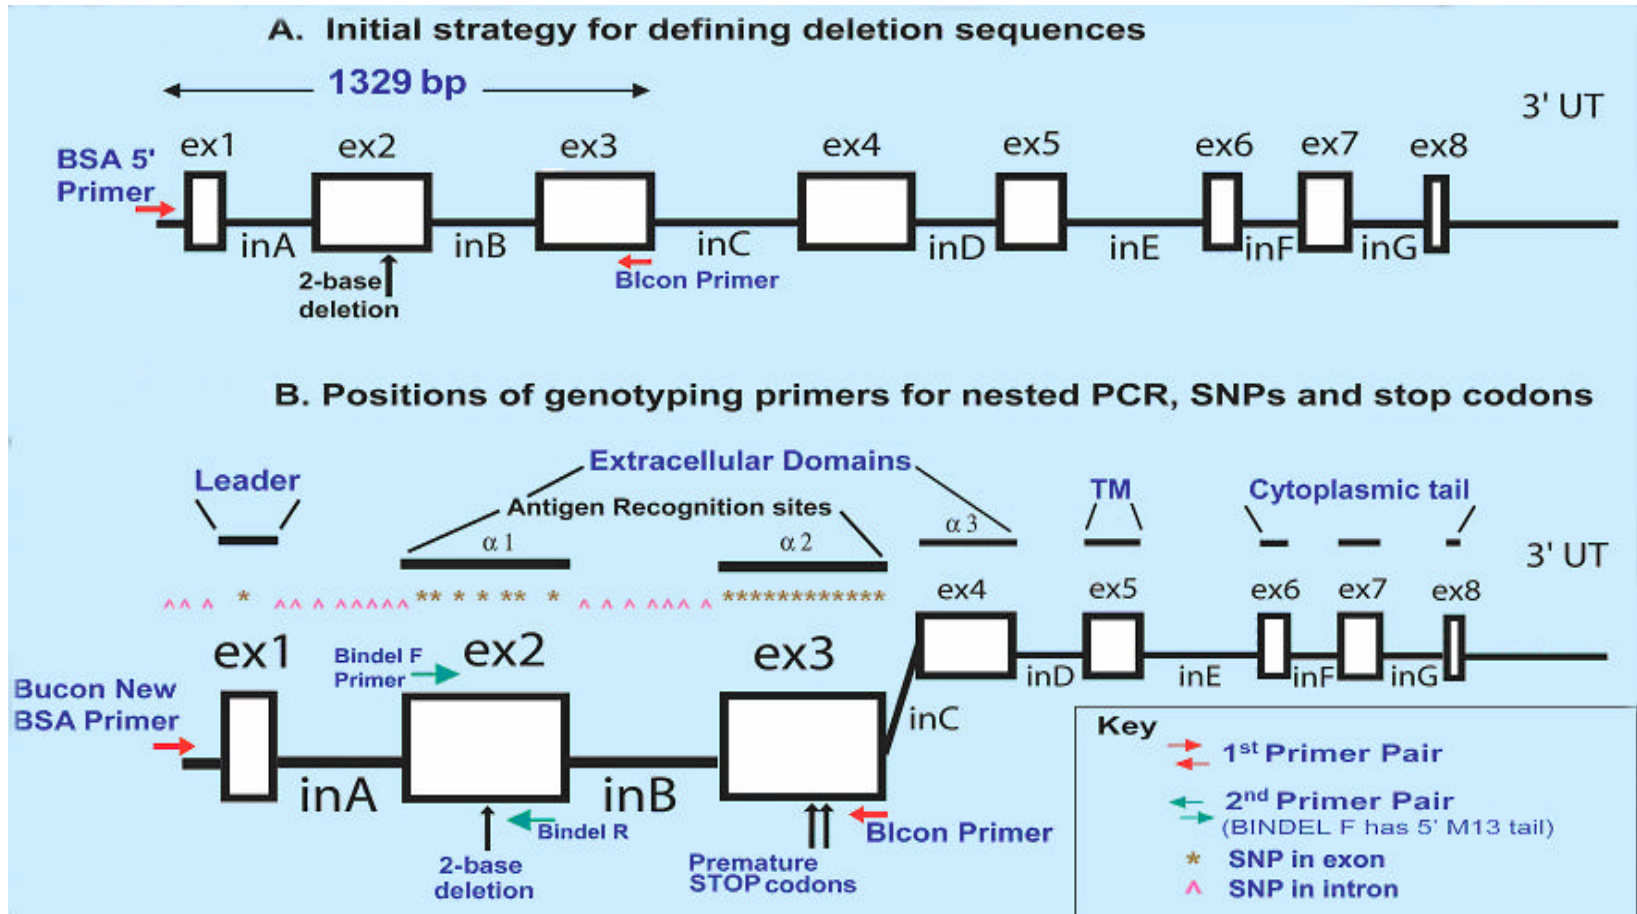 A. Initial strategy for defining deletion sequences
1329 bp
3' UT
BSA 5'
Primer
ex1 ex2 ex3 ex4 ex5 ex6 ex7 ex8
inA inB inC inD inE inF inG
2-base
deletion
BIcon Primer
B. Positions of genotyping primers for nested PCR, SNPs and stop codons
Leader
Extracellular Domains
Antigen Recognition sites
TM
Cytoplasmic tail
α 1 α 2 α 3
3' UT
^^ ^ * ^^ ^ ^^^^^^ ** * * ** * ^ ^ ^ ^^^ ^ ************
ex4 ex5 ex6 ex7 ex8
ex1 ex2 ex3
Bindel F
Primer
inD inE inF inG
Bucon New
BSA Primer
inC
inA inB
Bindel R
BIcon Primer
2-base
deletion
Premature
STOP codons
Key
1st Primer Pair
2nd Primer Pair
(BINDEL F has 5' M13 tail)
* SNP in exon
^ SNP in intron